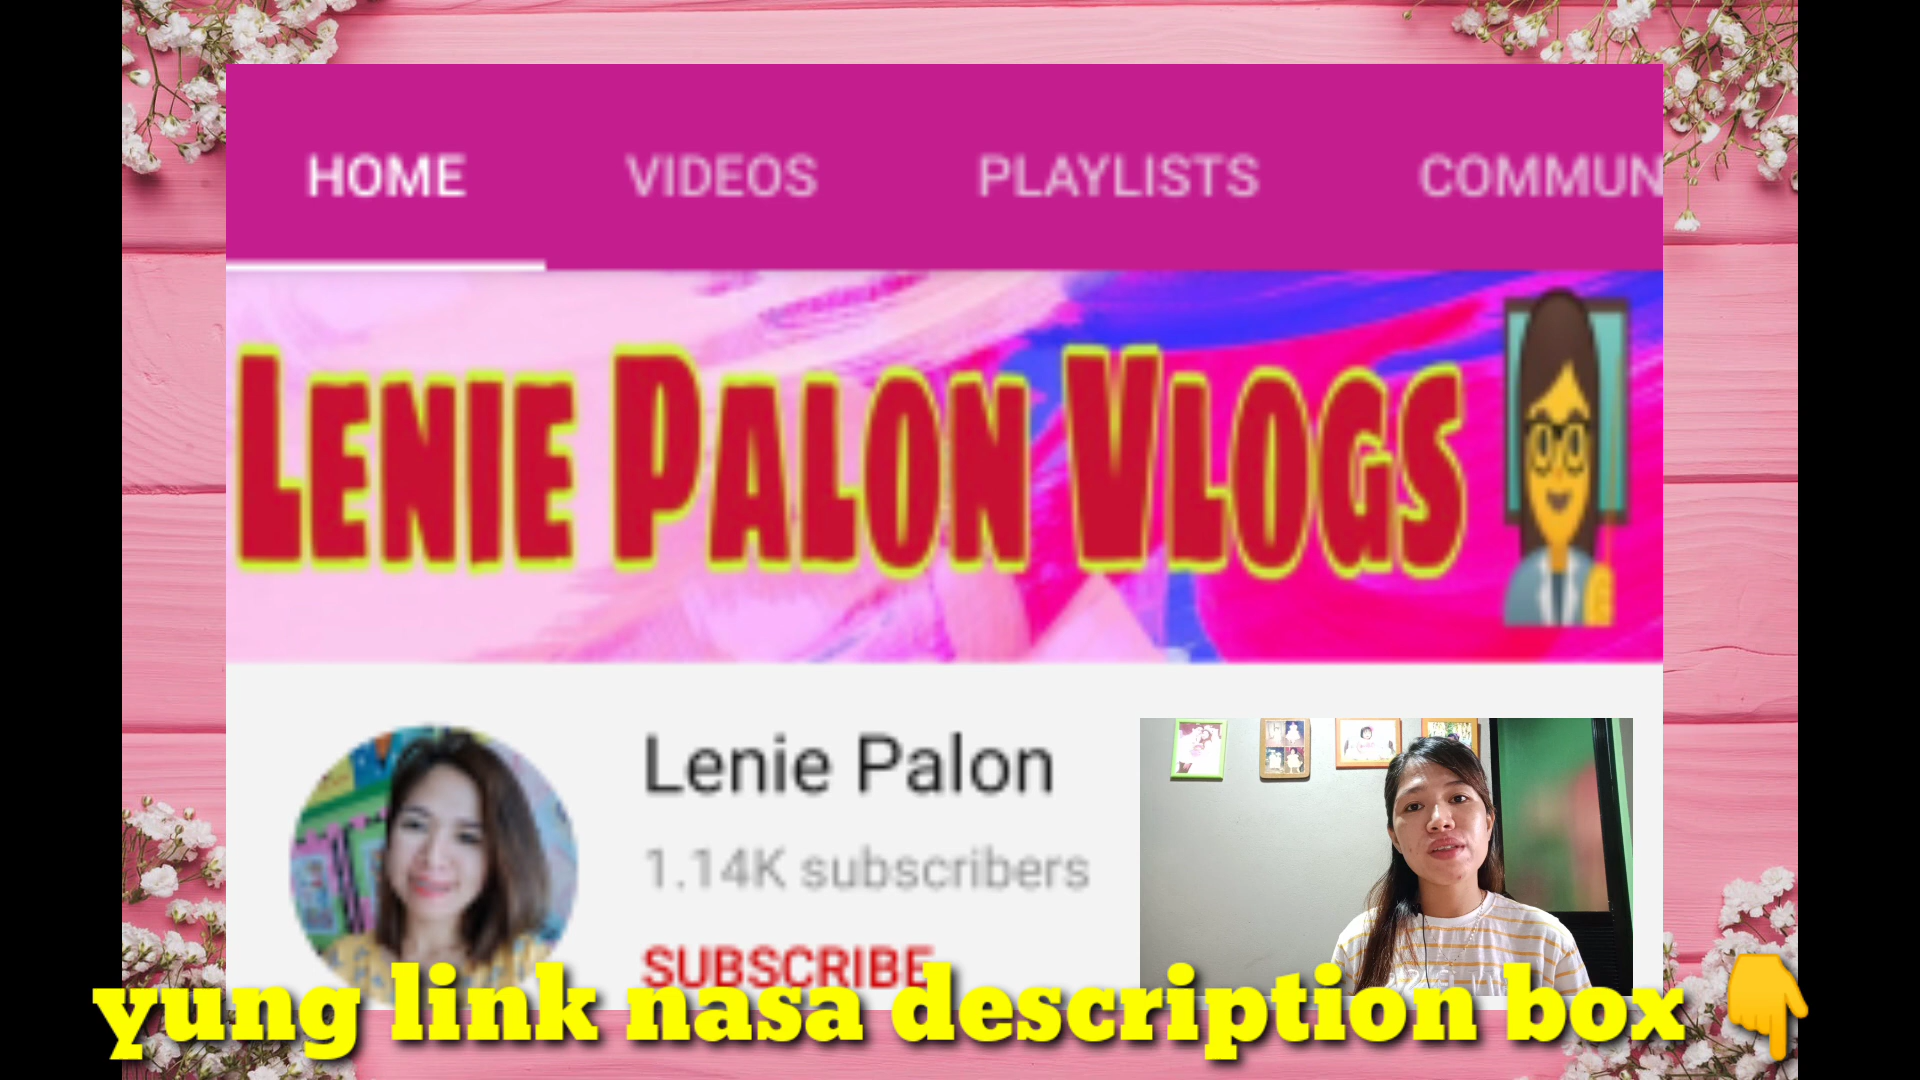 HOME VIDEOS PLAYLISTS COMMUN
LENIE PALON VLOGS
Lenie Palon
1.14K subscribers
SUBSCRIBE
yung link nasa description box 👇